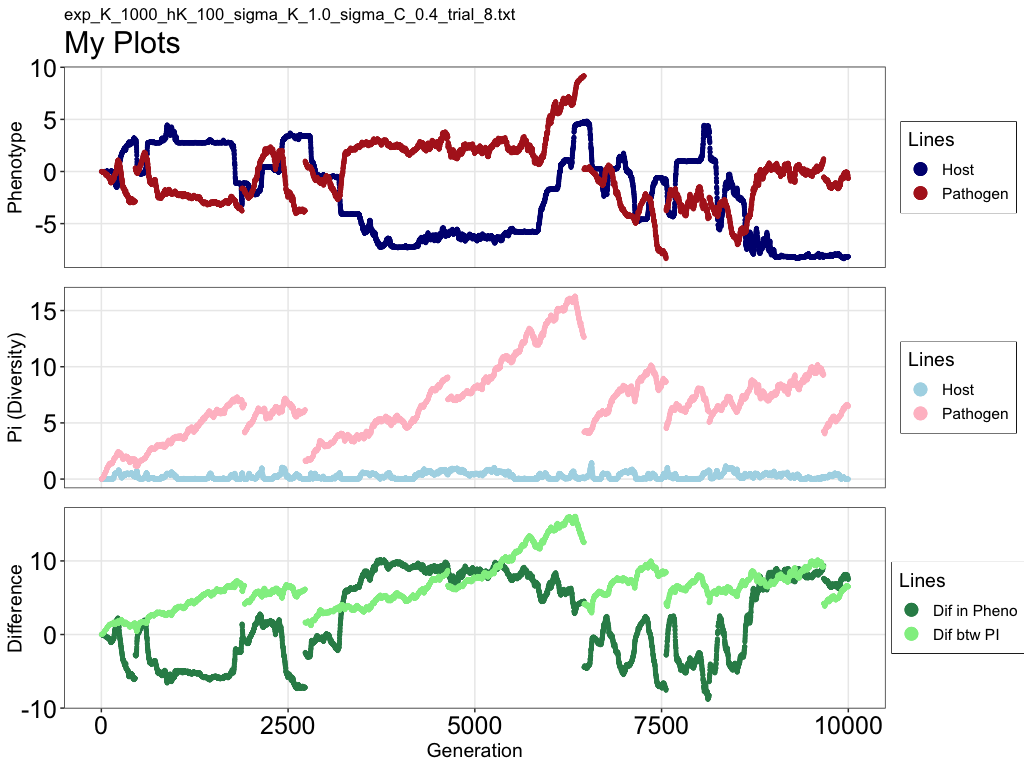 exp_K_1000_hK_100_sigma_K_1.0_sigma_C_0.4_trial_8.txt
My Plots
10
5
0
-5
Phenotype
Lines
Host
Pathogen
15
10
5
0
Pi (Diversity)
Lines
Host
Pathogen
10
0
-10
Difference
Lines
Dif in Pheno
Dif btw PI
0 2500 5000 7500 10000
Generation